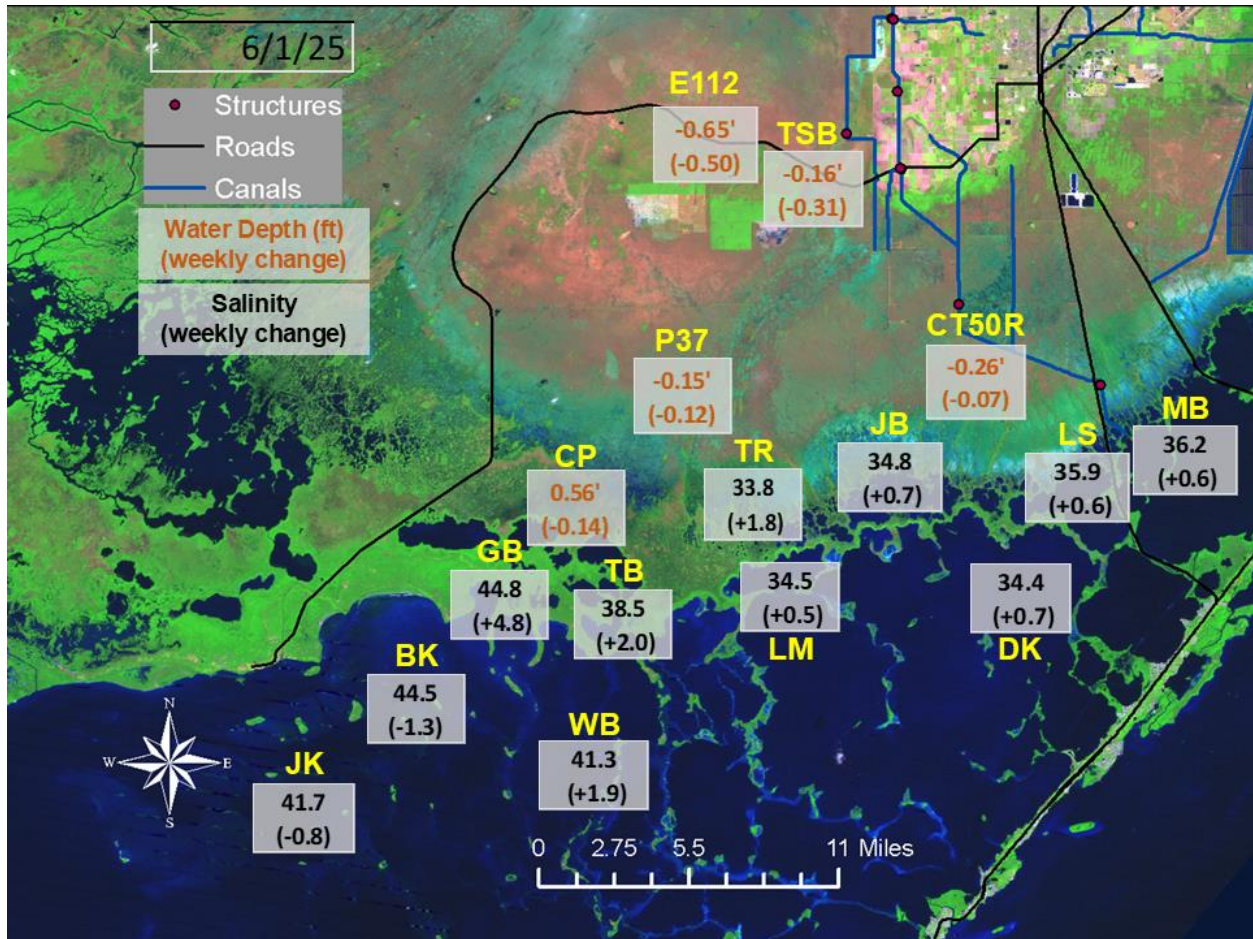 6/1/25
Structures
Roads
Canals
Water Depth (ft)
(weekly change)
Salinity
(weekly change)
E112
-0.65'
(-0.50)
TSB
-0.16'
(-0.31)
CT50R
-0.26'
(-0.07)
P37
-0.15'
(-0.12)
CP
0.56'
(-0.14)
TR
33.8
(+1.8)
JB
34.8
(+0.7)
LS
35.9
(+0.6)
MB
36.2
(+0.6)
GB
44.8
(+4.8)
TB
38.5
(+2.0)
34.5
(+0.5)
LM
34.4
(+0.7)
DK
BK
44.5
(-1.3)
WB
41.3
(+1.9)
JK
41.7
(-0.8)
N
W E
S
0 2.75 5.5 11 Miles